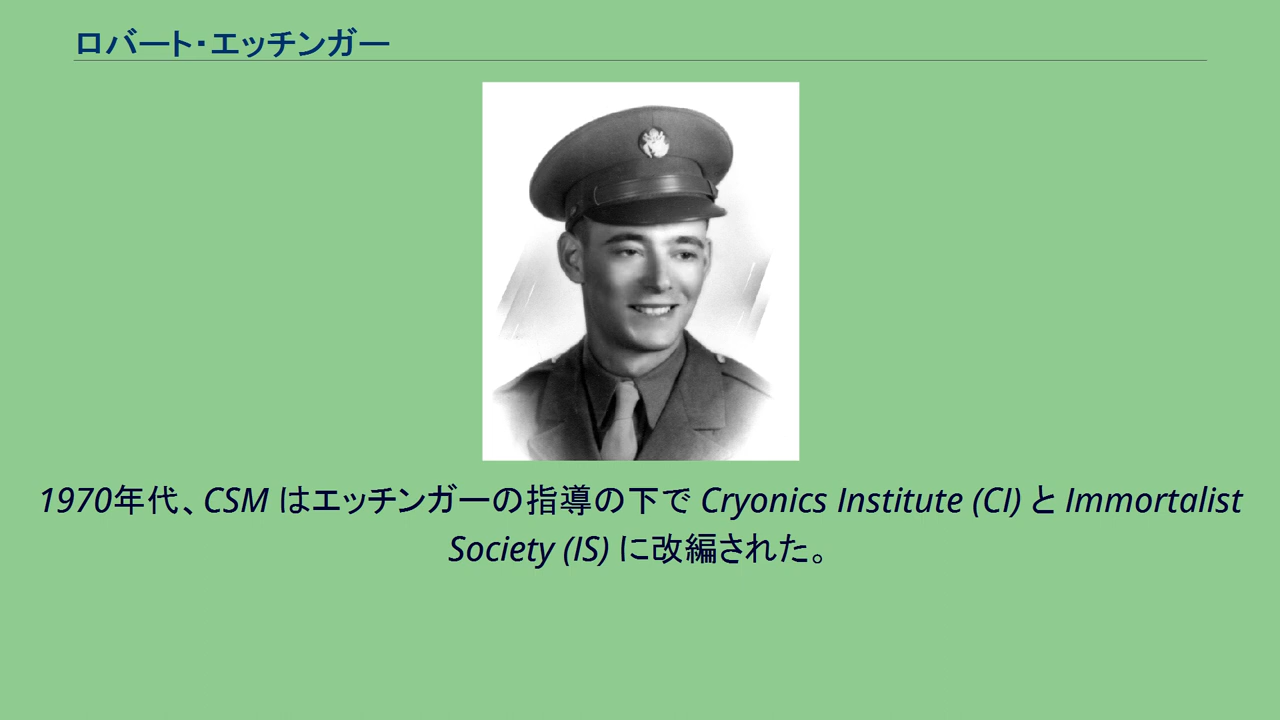 ロバート・エッチンガー
1970年代、CSM はエッチンガーの指導の下で Cryonics Institute (CI) と Immortalist
Society (IS) に改編された。